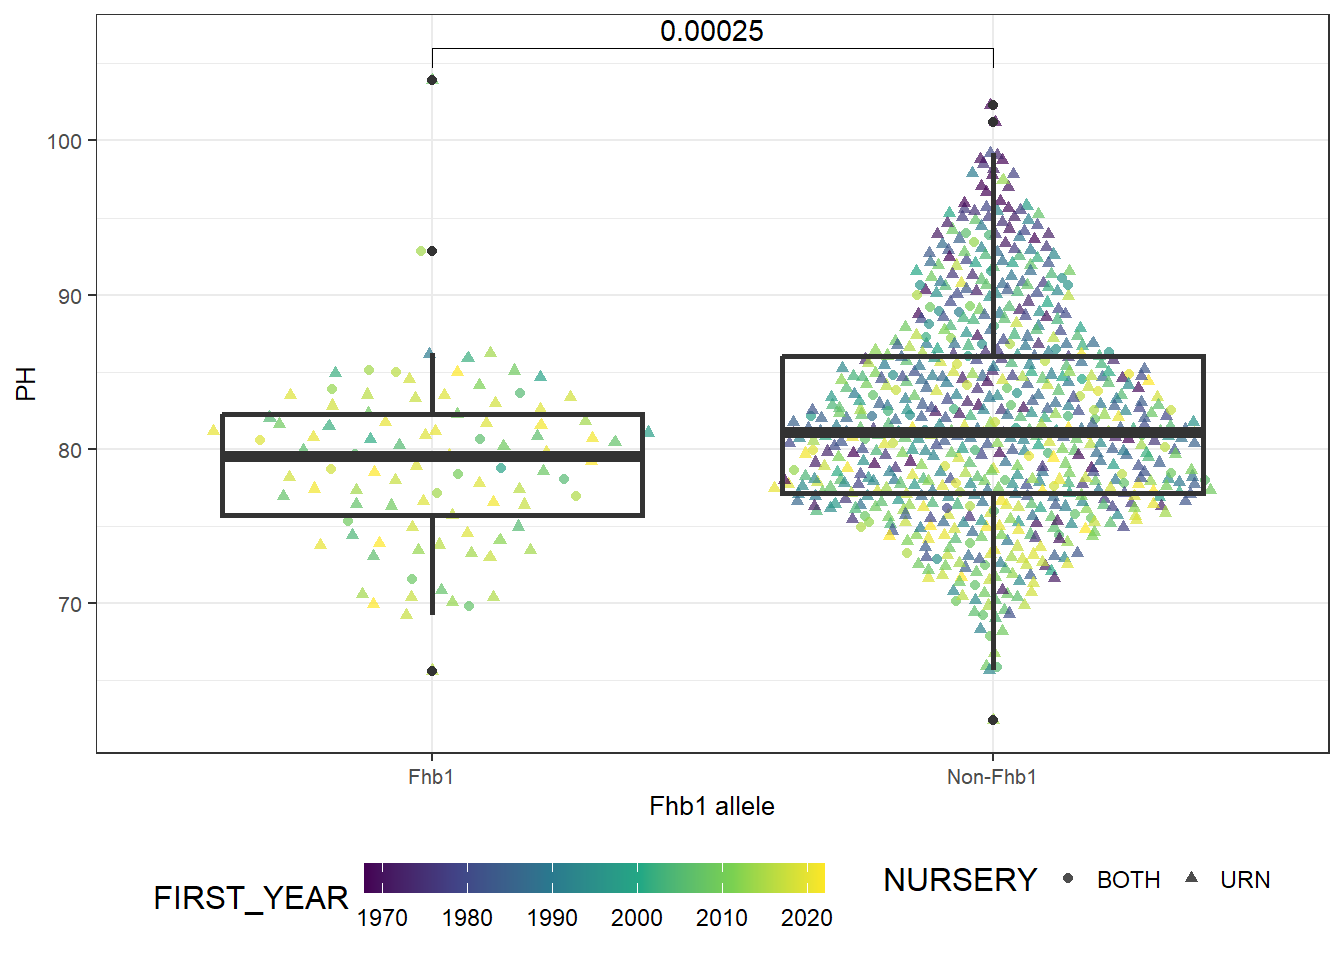 0.00025
PH
100
90
80
70
Fhb1
Non-Fhb1
Fhb1 allele
FIRST_YEAR
1970 1980 1990 2000 2010 2020
NURSERY BOTH URN